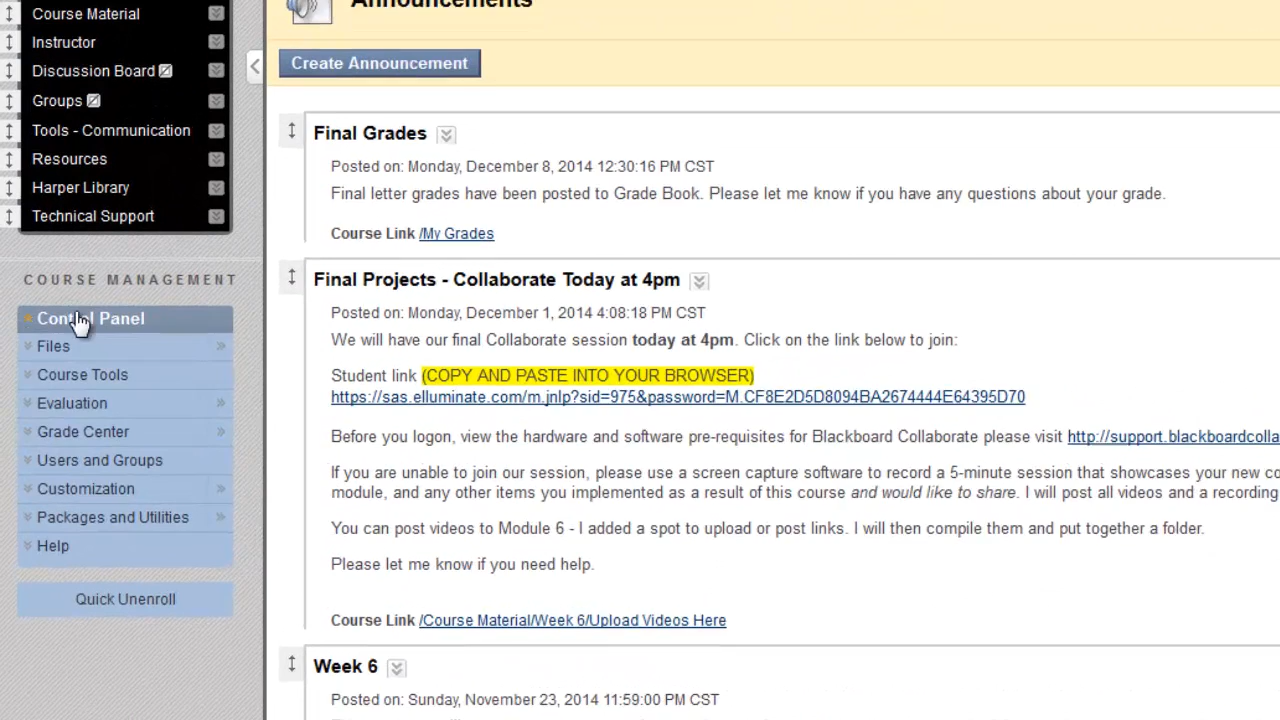 Course Material
Instructor
Discussion Board
Groups
Tools - Communication
Resources
Harper Library
Technical Support
COURSE MANAGEMENT
Control Panel
Files
Course Tools
Evaluation
Grade Center
Users and Groups
Customization
Packages and Utilities
Help
Quick Unenroll
Announcements
Create Announcement
Final Grades
Posted on: Monday, December 8, 2014 12:30:16 PM CST
Final letter grades have been posted to Grade Book. Please let me know if you have any questions about your grade.
Course Link /My Grades
Final Projects - Collaborate Today at 4pm
Posted on: Monday, December 1, 2014 4:08:18 PM CST
We will have our final Collaborate session today at 4pm. Click on the link below to join:
Student link (COPY AND PASTE INTO YOUR BROWSER)
https://sas.elluminate.com/m.jnlp?sid=975&password=M.CF8E2D5D8094BA2674444E64395D70
Before you logon, view the hardware and software pre-requisites for Blackboard Collaborate please visit http://support.blackboardcolla
If you are unable to join our session, please use a screen capture software to record a 5-minute session that showcases your new co
module, and any other items you implemented as a result of this course and would like to share. I will post all videos and a recording
You can post videos to Module 6 - I added a spot to upload or post links. I will then compile them and put together a folder.
Please let me know if you need help.
Course Link /Course Material/Week 6/Upload Videos Here
Week 6
Posted on: Sunday, November 23, 2014 11:59:00 PM CST